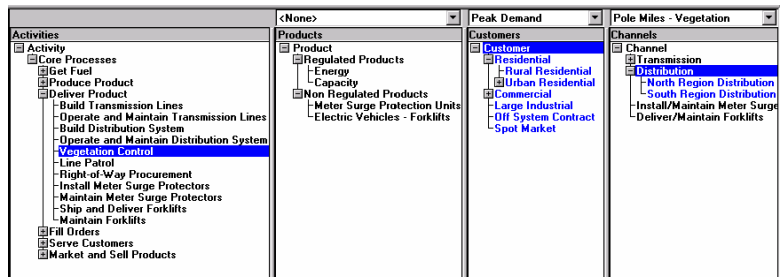 <None>
Peak Demand
Pole Miles - Vegetation
Activities
Activity
Core Processes
Get Fuel
Produce Product
Deliver Product
Build Transmission Lines
Operate and Maintain Transmission Lines
Build Distribution System
Operate and Maintain Distribution System
Vegetation Control
Line Patrol
Right-of-Way Procurement
Install Meter Surge Protectors
Maintain Meter Surge Protectors
Ship and Deliver Forklifts
Maintain Forklifts
Fill Orders
Serve Customers
Market and Sell Products
Products
Product
Regulated Products
Energy
Capacity
Non Regulated Products
Meter Surge Protection Units
Electric Vehicles - Forklifts
Customers
Customer
Residential
Rural Residential
Urban Residential
Commercial
Large Industrial
Off System Contract
Spot Market
Channels
Channel
Transmission
Distribution
North Region Distribution
South Region Distribution
Install/Maintain Meter Surge
Deliver/Maintain Forklifts